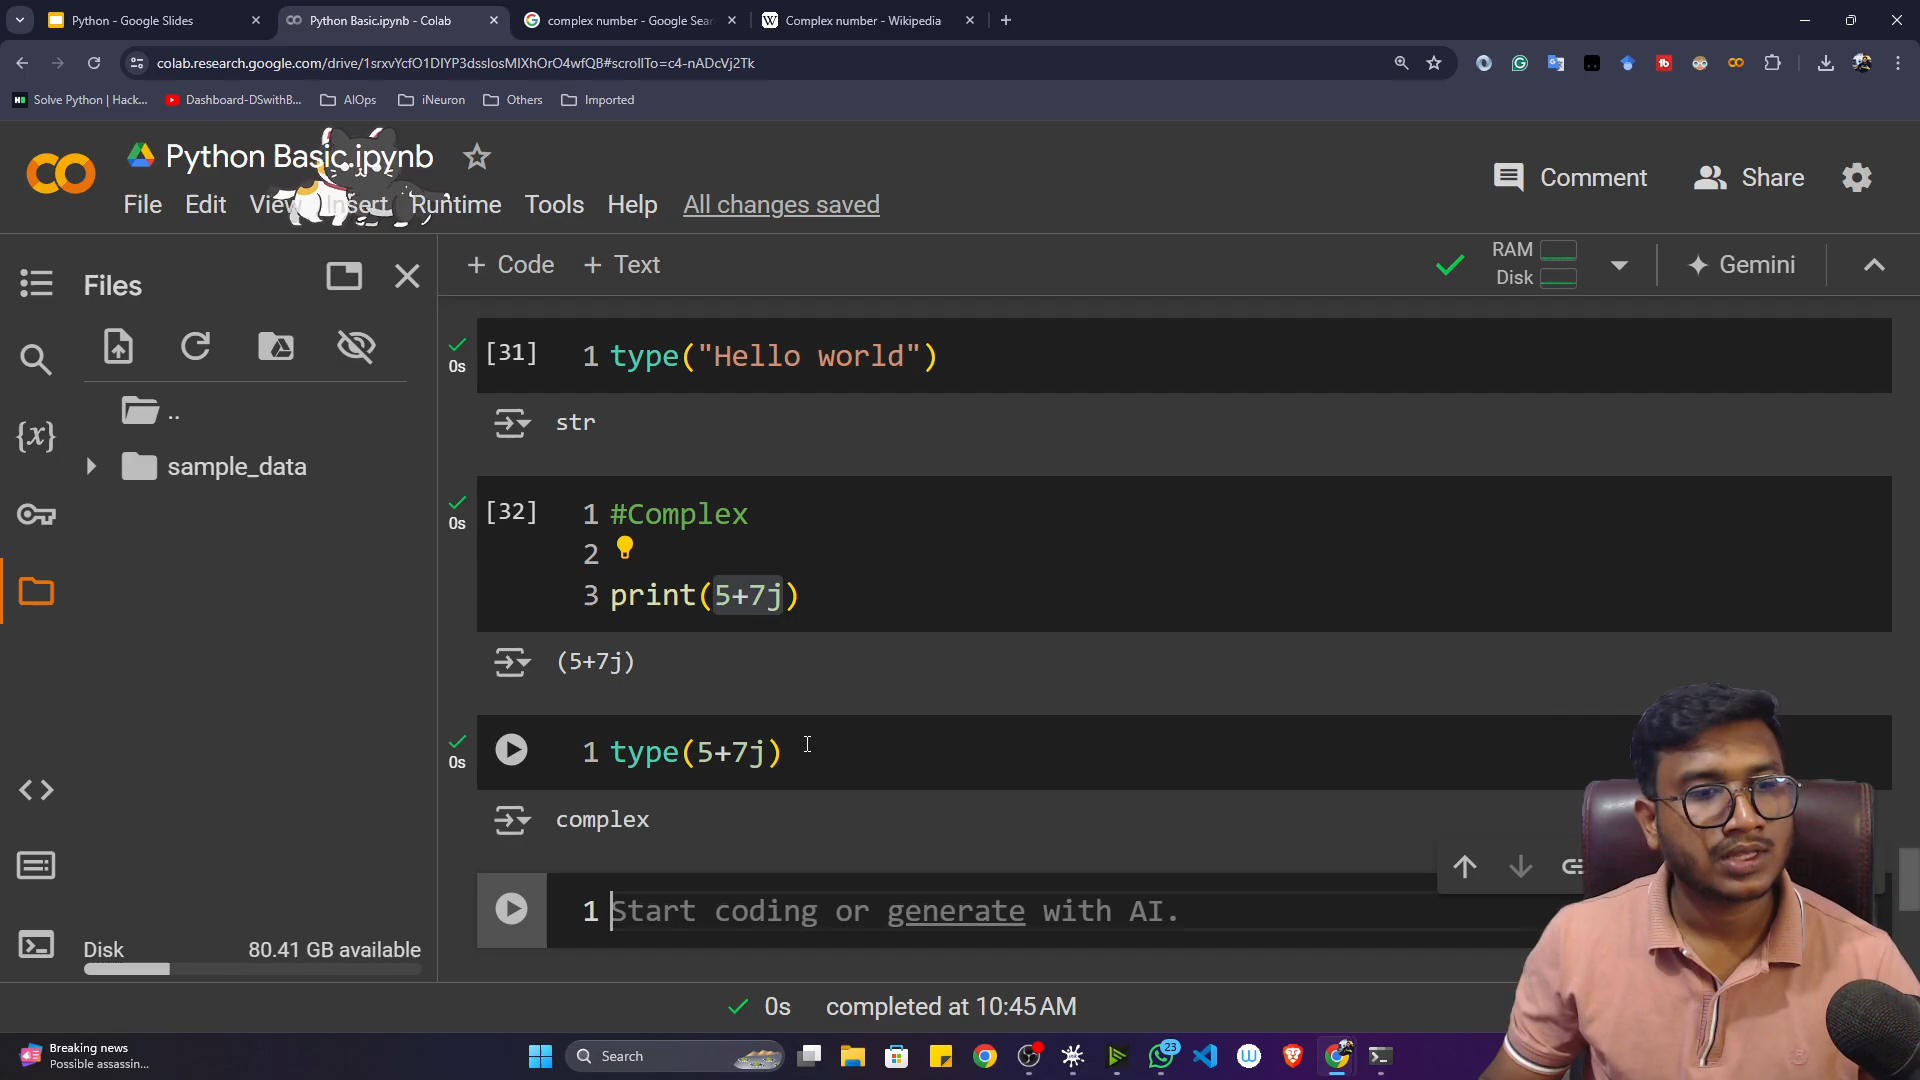 Python - Google Slides
Python Basic.ipynb - Colab
complex number - Google Sear
Complex number - Wikipedia
colab.research.google.com/drive/1srxvYcfO1DIYP3dsslosMIXhOrO4wfQB#scrollTo=c4-nADcVj2Tk
Solve Python | Hack...
Dashboard-DSwithB...
AIOps
iNeuron
Others
Imported
Python Basic.ipynb
File Edit View Insert Runtime Tools Help All changes saved
Comment
Share
Files
+ Code + Text
RAM
Disk
Gemini
..
sample_data
[31] 1 type("Hello world")
0s
str
[32] 1 #Complex
0s
2
3 print(5+7j)
(5+7j)
1 type(5+7j)
0s
complex
1 Start coding or generate with AI.
Disk 80.41 GB available
0s completed at 10:45 AM
Breaking news
Possible assassin...
Search
23